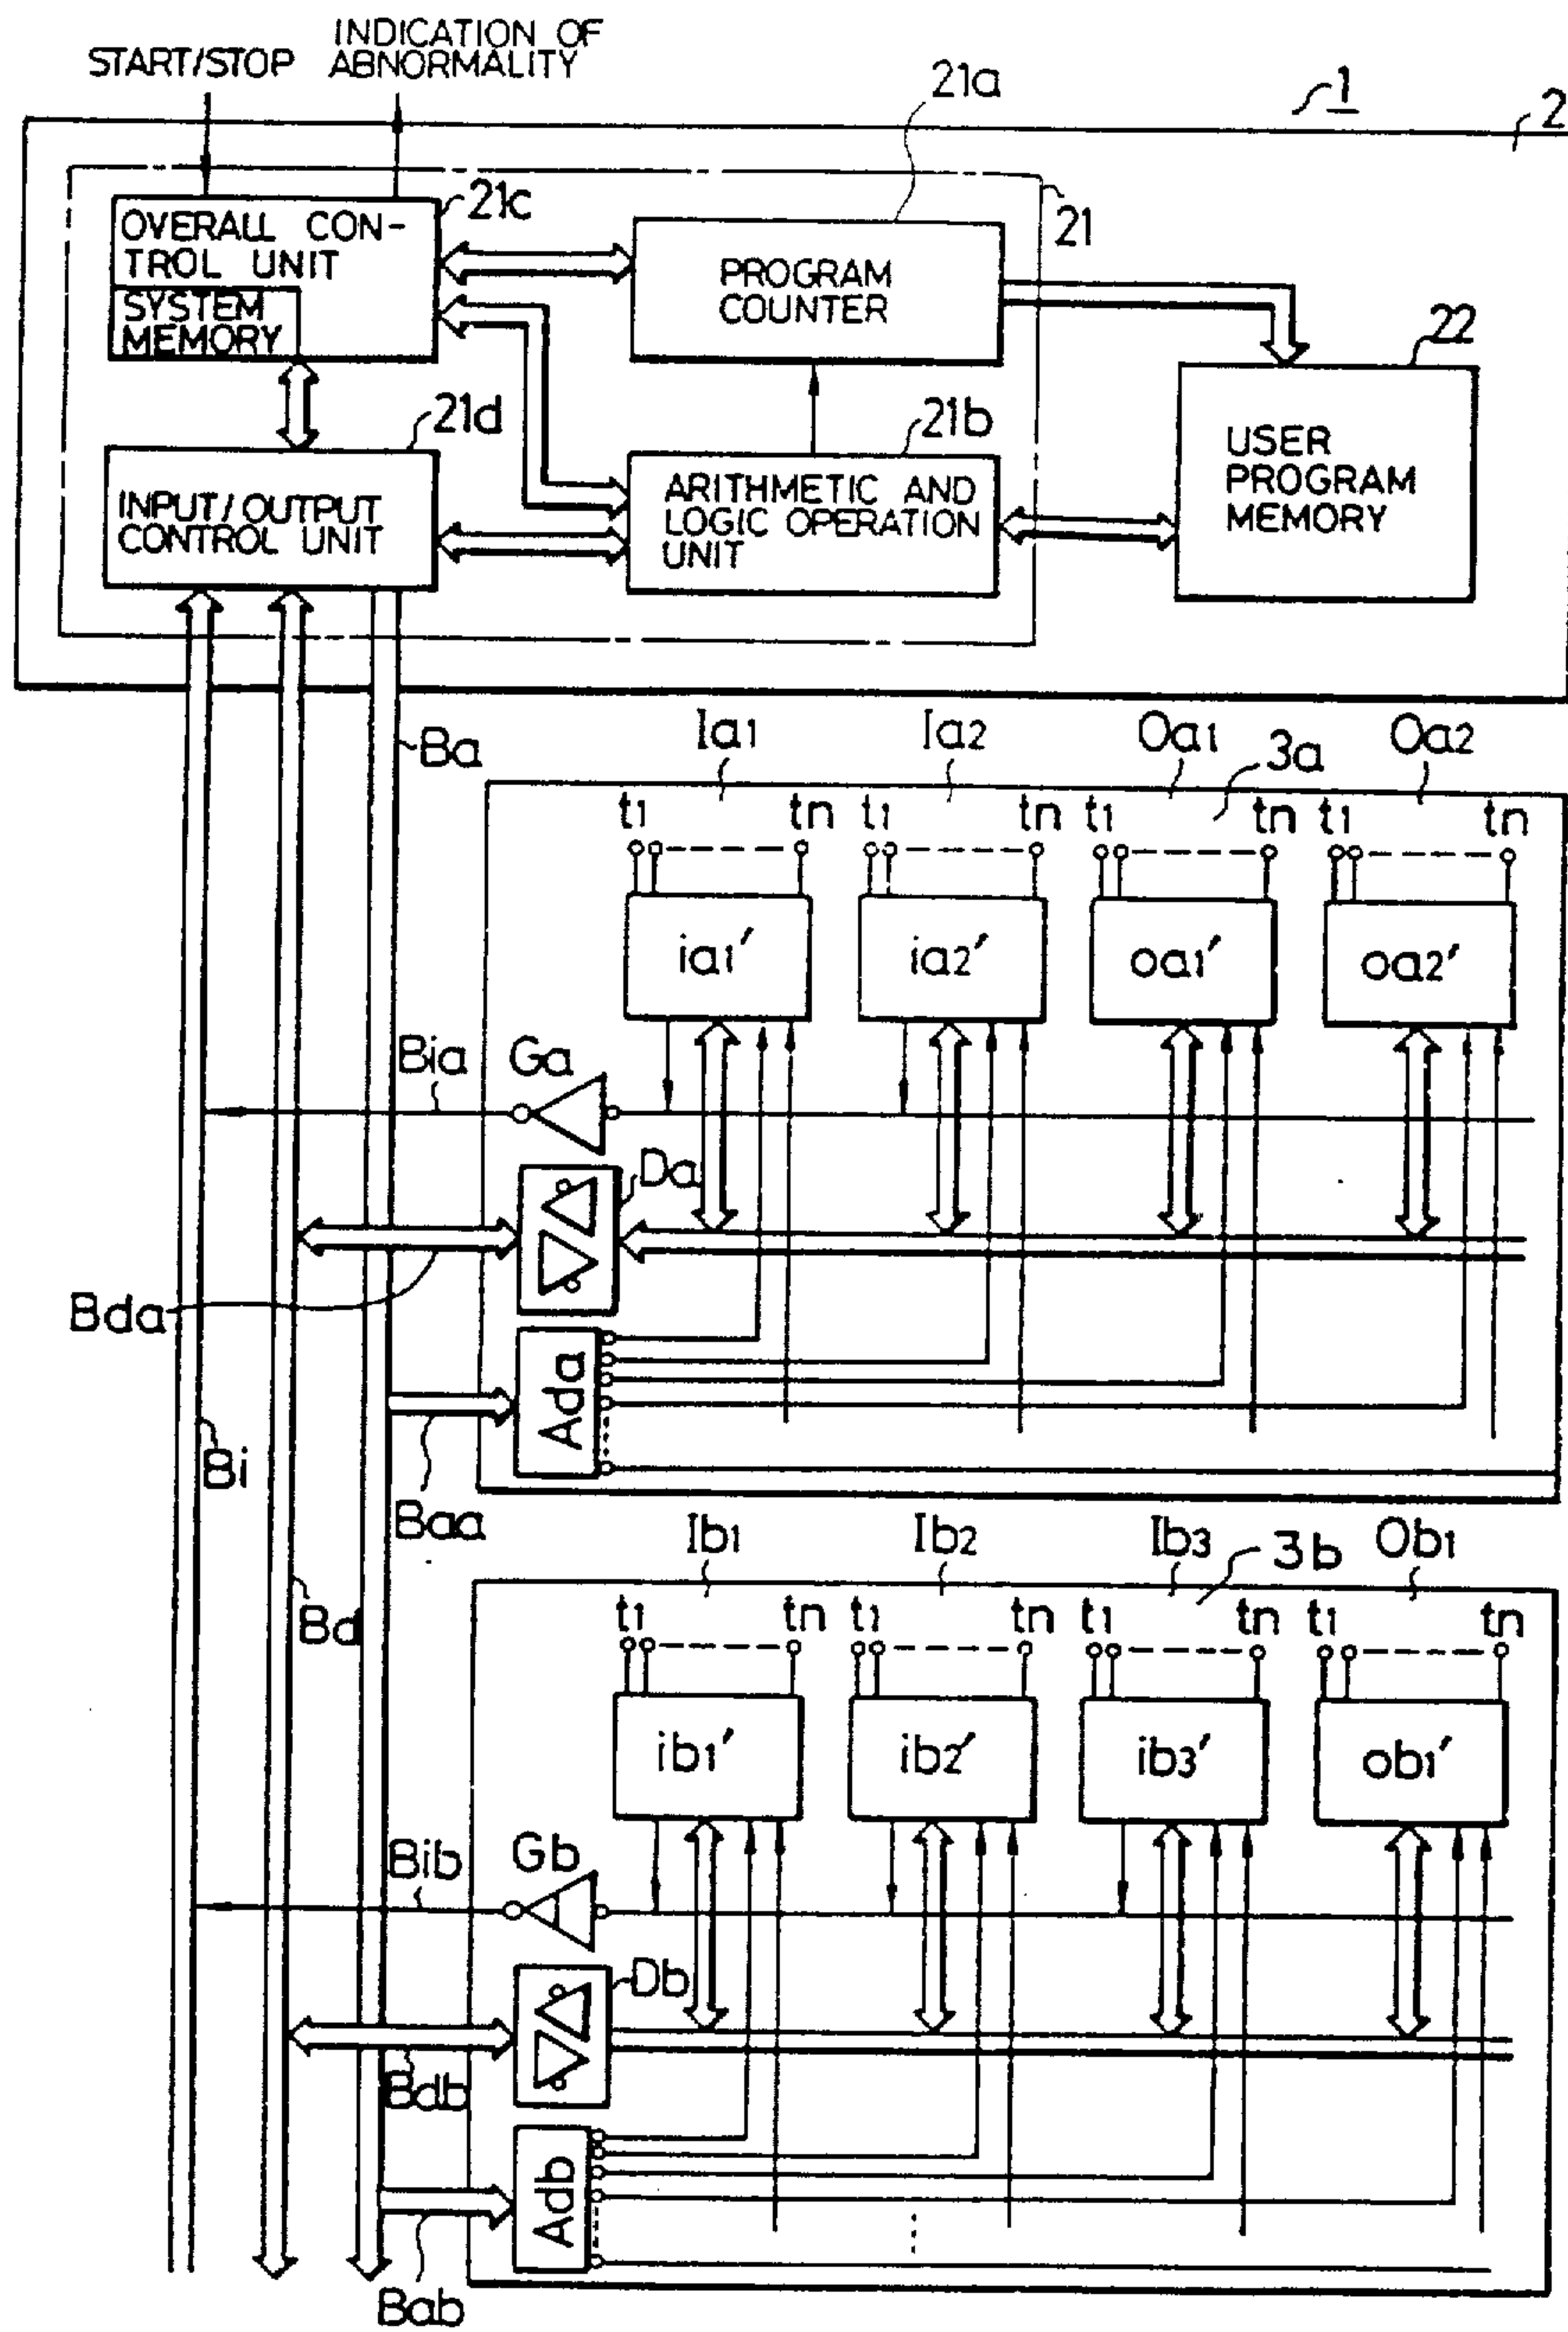 INDICATION OF
START/STOP ABNORMALITY
21a
1
2
21c
OVERALL CON-
TROL UNIT
21
SYSTEM
MEMORY
PROGRAM
COUNTER
22
21d
21b
USER
PROGRAM
MEMORY
INPUT/OUTPUT
CONTROL UNIT
ARITHMETIC AND
LOGIC OPERATION
UNIT
Ba
Ia1 Ia2 Oa1 3a Oa2
t1 tn t1 tn t1 tn t1 tn
ia1′ ia2′ oa1′ oa2′
Bia Ga
Da
Bda
Ada
Bi
Baa
Ib1 Ib2 Ib3 3b Ob1
Bd
t1 tn t1 tn t1 tn t1 tn
ib1′ ib2′ ib3′ ob1′
Bib Gb
Db
Bdb
Adb
Bab